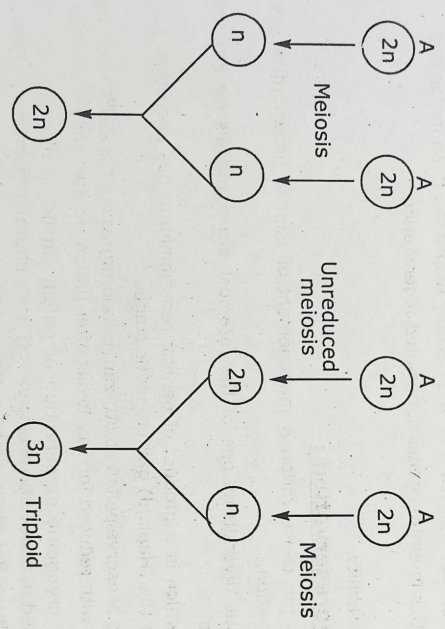 A A A A
2n 2n 2n 2n
Meiosis
Unreduced
meiosis
Meiosis
n n 2n n
2n 3n Triploid